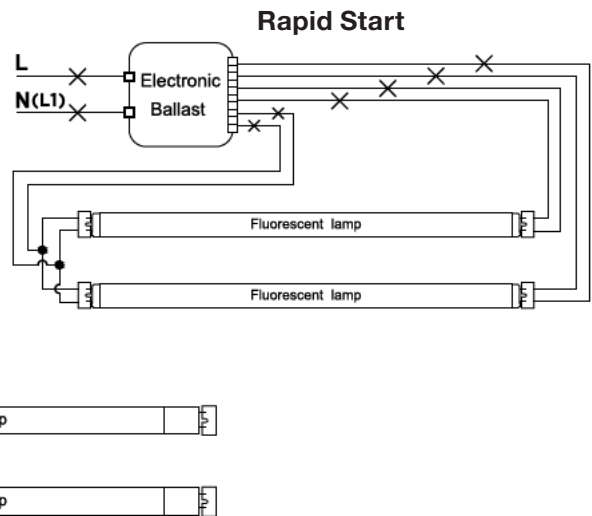 Rapid Start
L
N(L1)
Electronic
Ballast
Fluorescent lamp
Fluorescent lamp
p
p